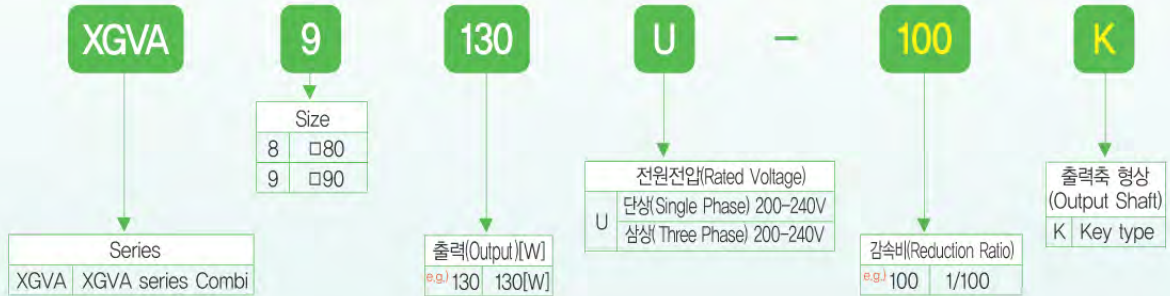 XGVA 9 130 U - 100 K
Size
8 □80
9 □90
전원전압(Rated Voltage)
U 단상(Single Phase) 200-240V
삼상(Three Phase) 200-240V
출력축 형상
(Output Shaft)
K Key type
Series
XGVA XGVA series Combi
출력(Output)[W]
e.g.) 130 130[W]
감속비(Reduction Ratio)
e.g.) 100 1/100